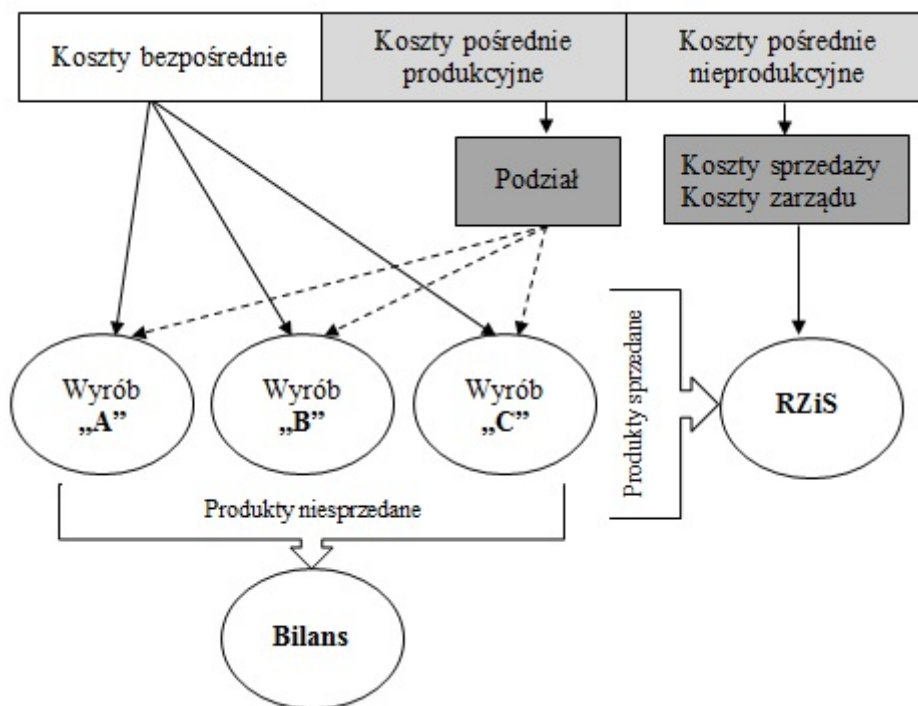 Koszty bezpośrednie
Koszty pośrednie
produkcyjne
Koszty pośrednie
nieprodukcyjne
Podział
Koszty sprzedaży
Koszty zarządu
Wyrób
„A”
Wyrób
„B”
Wyrób
„C”
Produkty sprzedane
RZiS
Produkty niesprzedane
Bilans